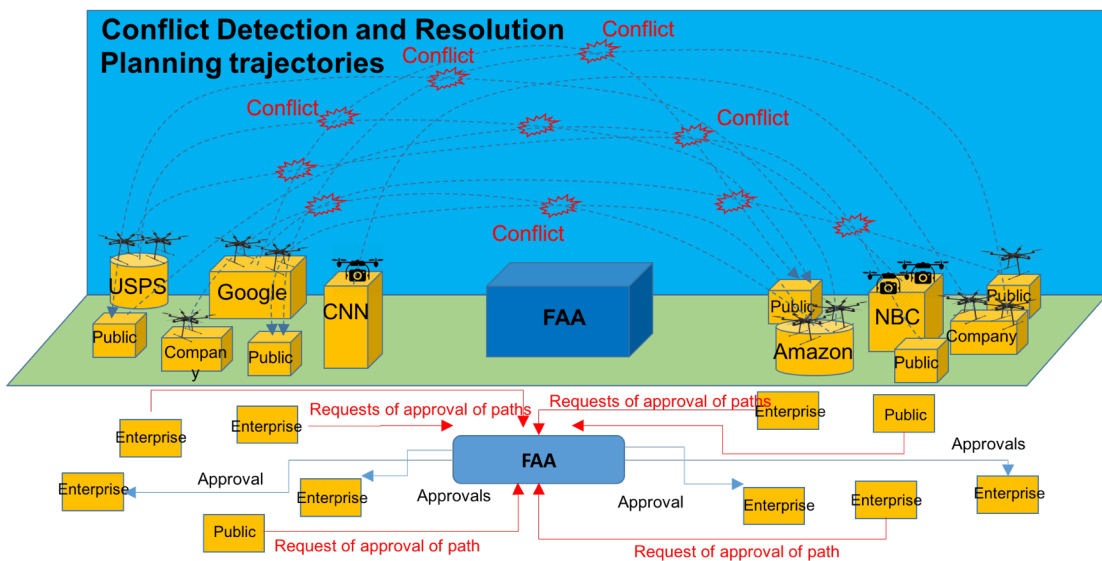 Conflict Detection and Resolution
Planning trajectories
Conflict
Conflict
Conflict
Conflict
Conflict
USPS
Google
CNN
FAA
Public
Amazon
NBC
Public
Company
Public
Compan
y
Public
Public
Requests of approval of paths
Requests of approval of paths
Enterprise
Enterprise
Enterprise
Public
FAA
Approvals
Approval
Enterprise
Enterprise
Approvals
Approval
Enterprise
Enterprise
Enterprise
Public
Request of approval of path
Request of approval of path